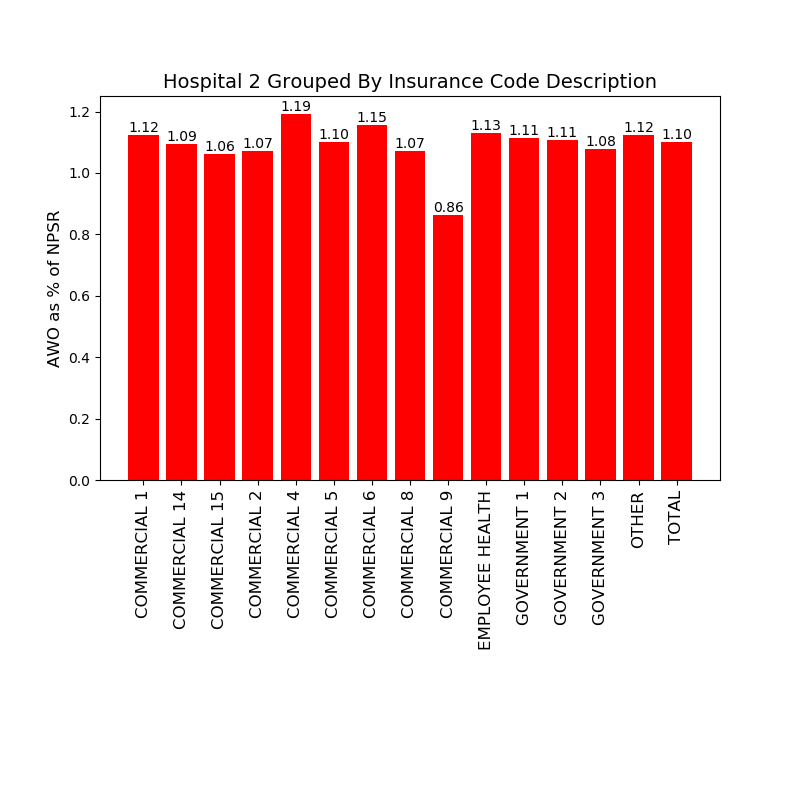 Hospital 2 Grouped By Insurance Code Description
AWO as % of NPSR
1.2
1.0
0.8
0.6
0.4
0.2
0.0
1.12
1.09
1.06
1.07
1.19
1.10
1.15
1.07
0.86
1.13
1.11
1.11
1.08
1.12
1.10
COMMERCIAL 1
COMMERCIAL 14
COMMERCIAL 15
COMMERCIAL 2
COMMERCIAL 4
COMMERCIAL 5
COMMERCIAL 6
COMMERCIAL 8
COMMERCIAL 9
EMPLOYEE HEALTH
GOVERNMENT 1
GOVERNMENT 2
GOVERNMENT 3
OTHER
TOTAL